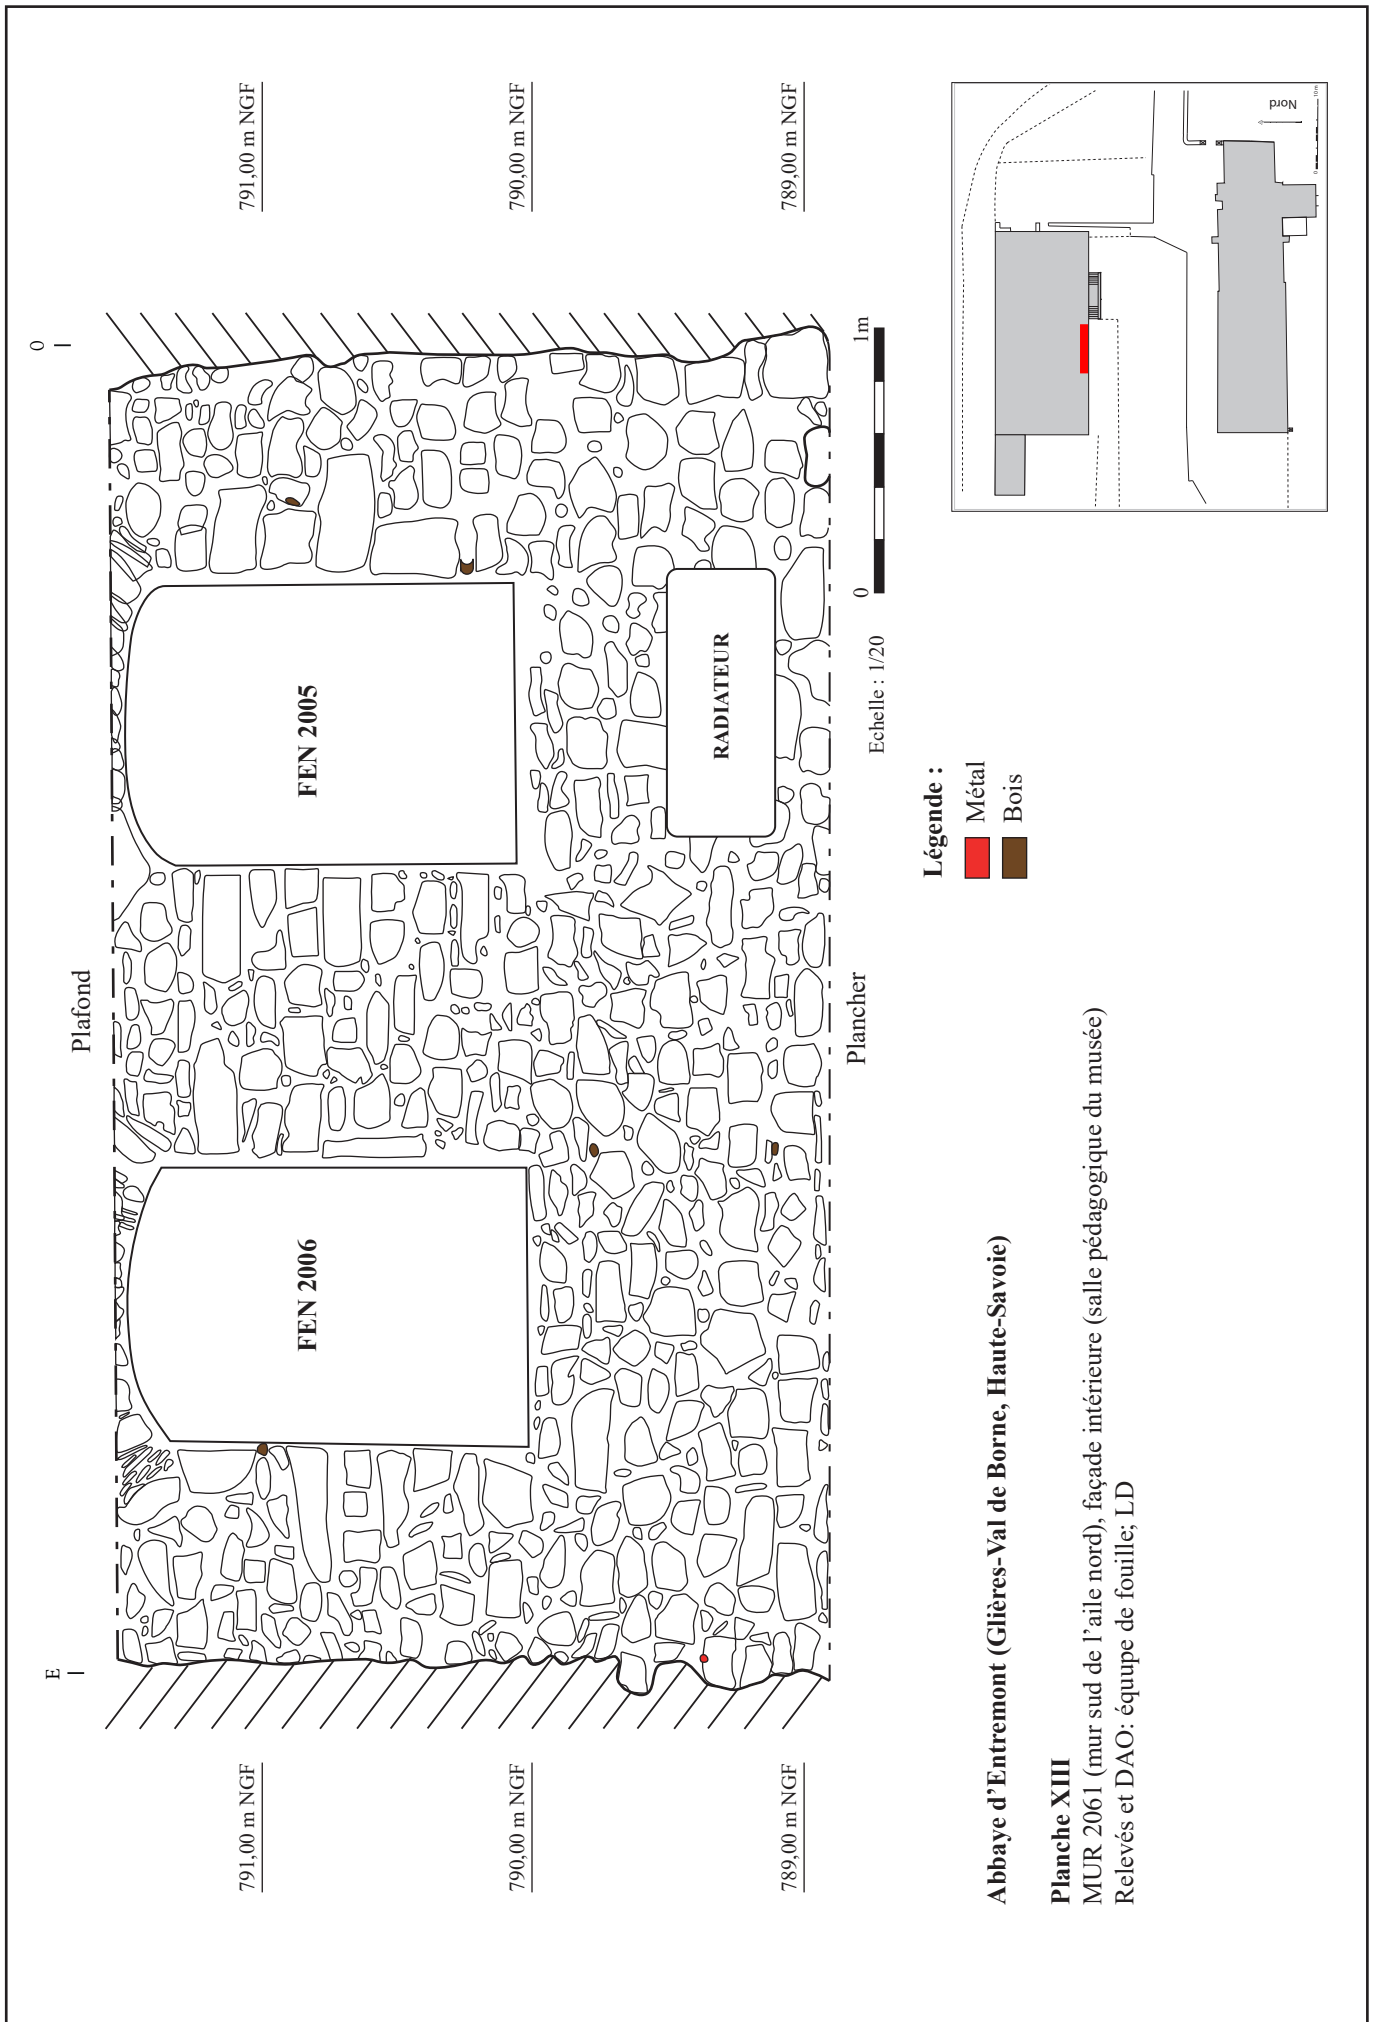 E
Plafond
O
791,00 m NGF
791,00 m NGF
790,00 m NGF
790,00 m NGF
789,00 m NGF
789,00 m NGF
FEN 2006
FEN 2005
RADIATEUR
Plancher
0
1m
Echelle : 1/20
Légende :
Métal
Bois
Abbaye d'Entremont (Glières-Val de Borne, Haute-Savoie)
Planche XIII
MUR 2061 (mur sud de l'aile nord), façade intérieure (salle pédagogique du musée)
Relevés et DAO: équupe de fouille; LD
Nord
0
10m